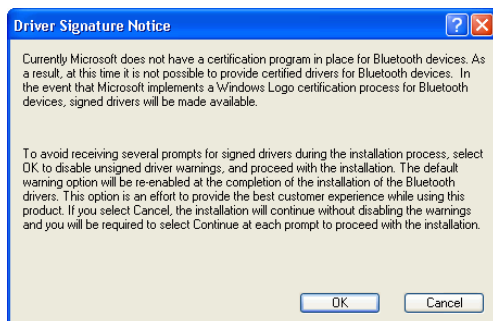 Driver Signature Notice
Currently Microsoft does not have a certification program in place for Bluetooth devices. As
a result, at this time it is not possible to provide certified drivers for Bluetooth devices.  In
the event that Microsoft implements a Windows Logo certification process for Bluetooth
devices, signed drivers will be made available.
To avoid receiving several prompts for signed drivers during the installation process, select
OK to disable unsigned driver warnings, and proceed with the installation. The default
warning option will be re-enabled at the completion of the installation of the Bluetooth
drivers. This option is an effort to provide the best customer experience while using this
product. If you select Cancel, the installation will continue without disabling the warnings
and you will be required to select Continue at each prompt to proceed with the installation.
OK
Cancel